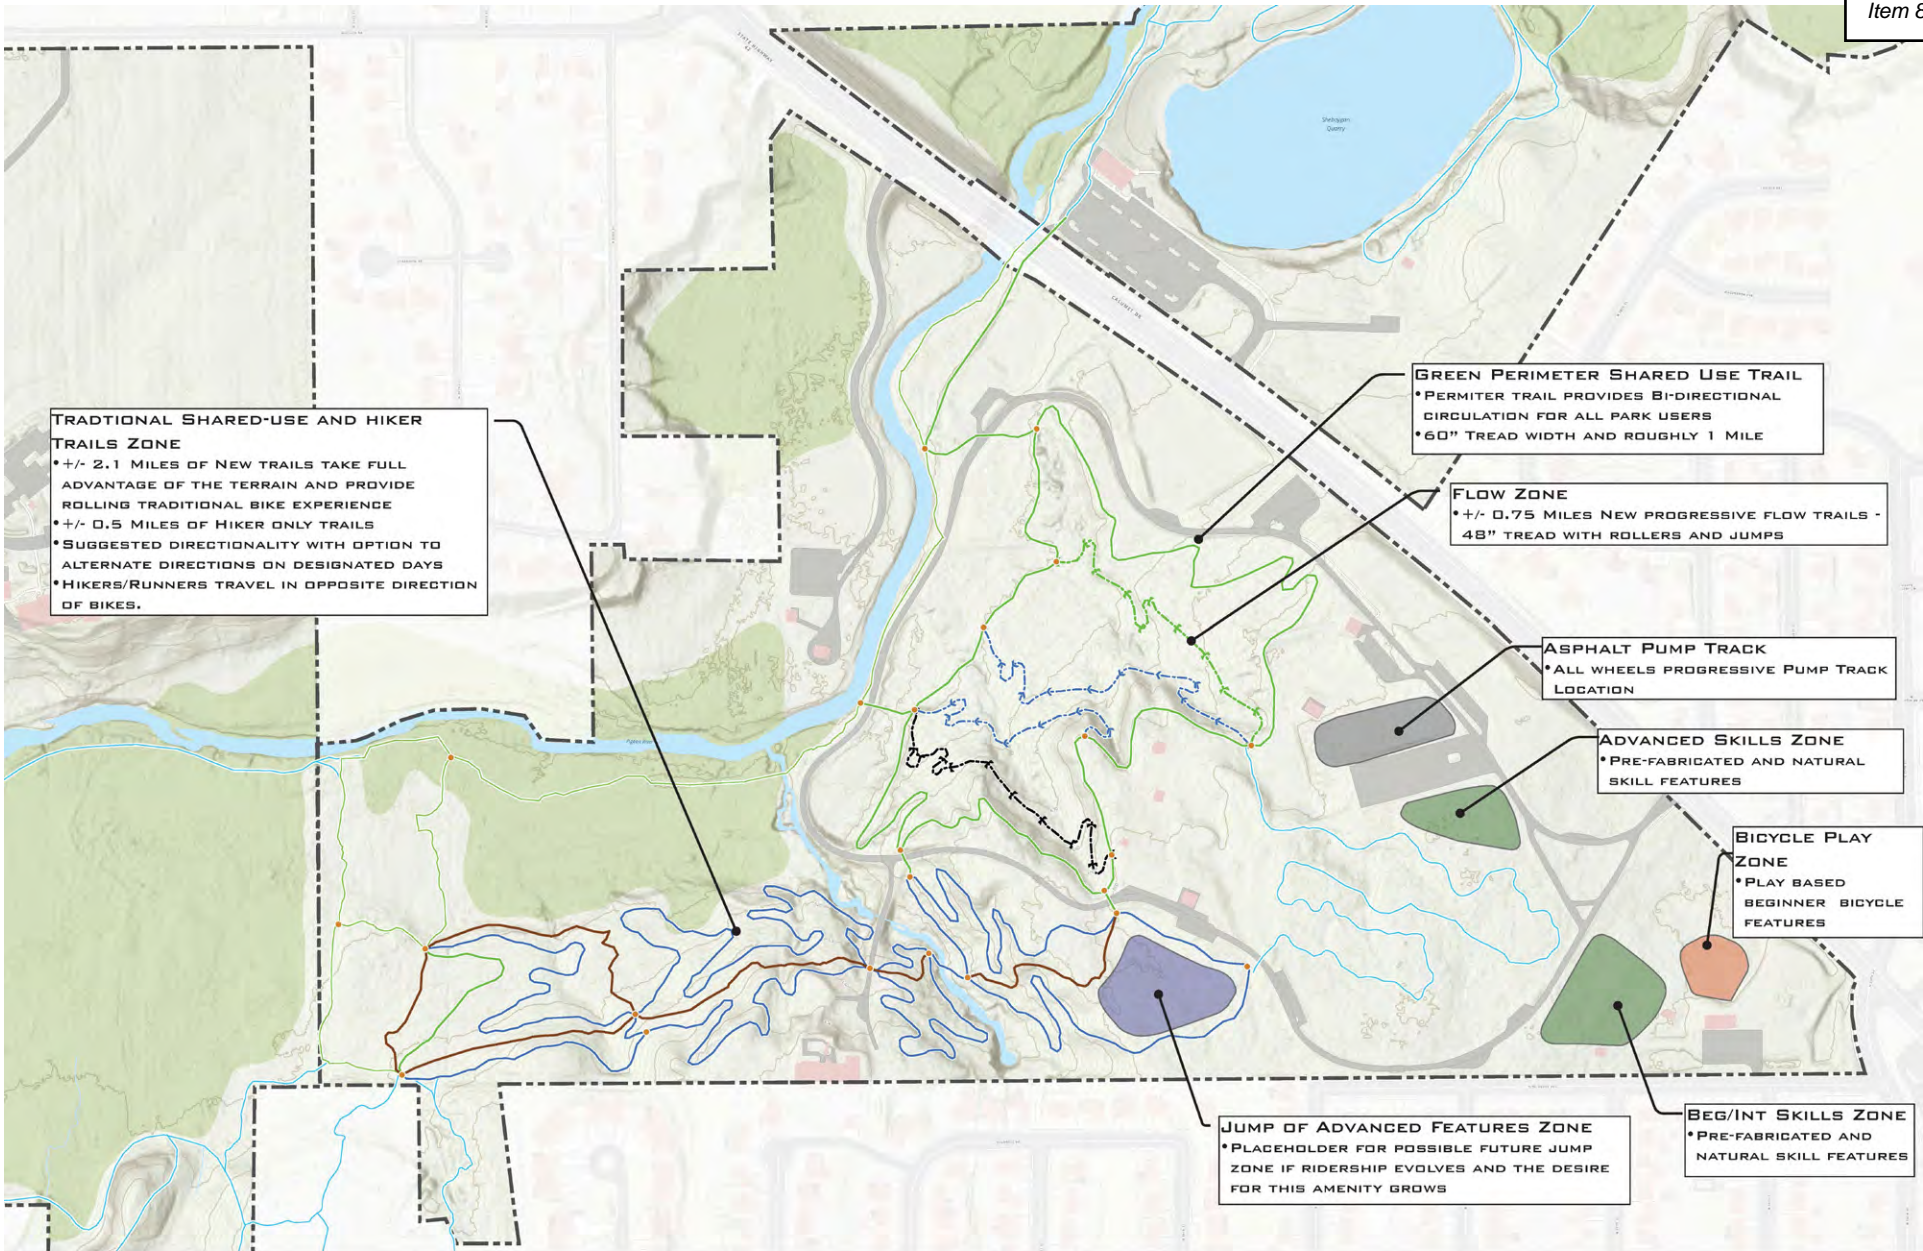 Item 8
STATE HIGHWAY
42
Sheboygan
Quarry
CALUMET DR
GREEN PERIMETER SHARED USE TRAIL
•PERMITER TRAIL PROVIDES BI-DIRECTIONAL
CIRCULATION FOR ALL PARK USERS
•60" TREAD WIDTH AND ROUGHLY 1 MILE
TRADTIONAL SHARED-USE AND HIKER
TRAILS ZONE
•+/- 2.1 MILES OF NEW TRAILS TAKE FULL
ADVANTAGE OF THE TERRAIN AND PROVIDE
ROLLING TRADITIONAL BIKE EXPERIENCE
•+/- 0.5 MILES OF HIKER ONLY TRAILS
•SUGGESTED DIRECTIONALITY WITH OPTION TO
ALTERNATE DIRECTIONS ON DESIGNATED DAYS
•HIKERS/RUNNERS TRAVEL IN OPPOSITE DIRECTION
OF BIKES.
FLOW ZONE
•+/- 0.75 MILES NEW PROGRESSIVE FLOW TRAILS -
48" TREAD WITH ROLLERS AND JUMPS
ASPHALT PUMP TRACK
•ALL WHEELS PROGRESSIVE PUMP TRACK
LOCATION
ADVANCED SKILLS ZONE
•PRE-FABRICATED AND NATURAL
SKILL FEATURES
BICYCLE PLAY
ZONE
•PLAY BASED
BEGINNER BICYCLE
FEATURES
BEG/INT SKILLS ZONE
•PRE-FABRICATED AND
NATURAL SKILL FEATURES
JUMP OF ADVANCED FEATURES ZONE
•PLACEHOLDER FOR POSSIBLE FUTURE JUMP
ZONE IF RIDERSHIP EVOLVES AND THE DESIRE
FOR THIS AMENITY GROWS